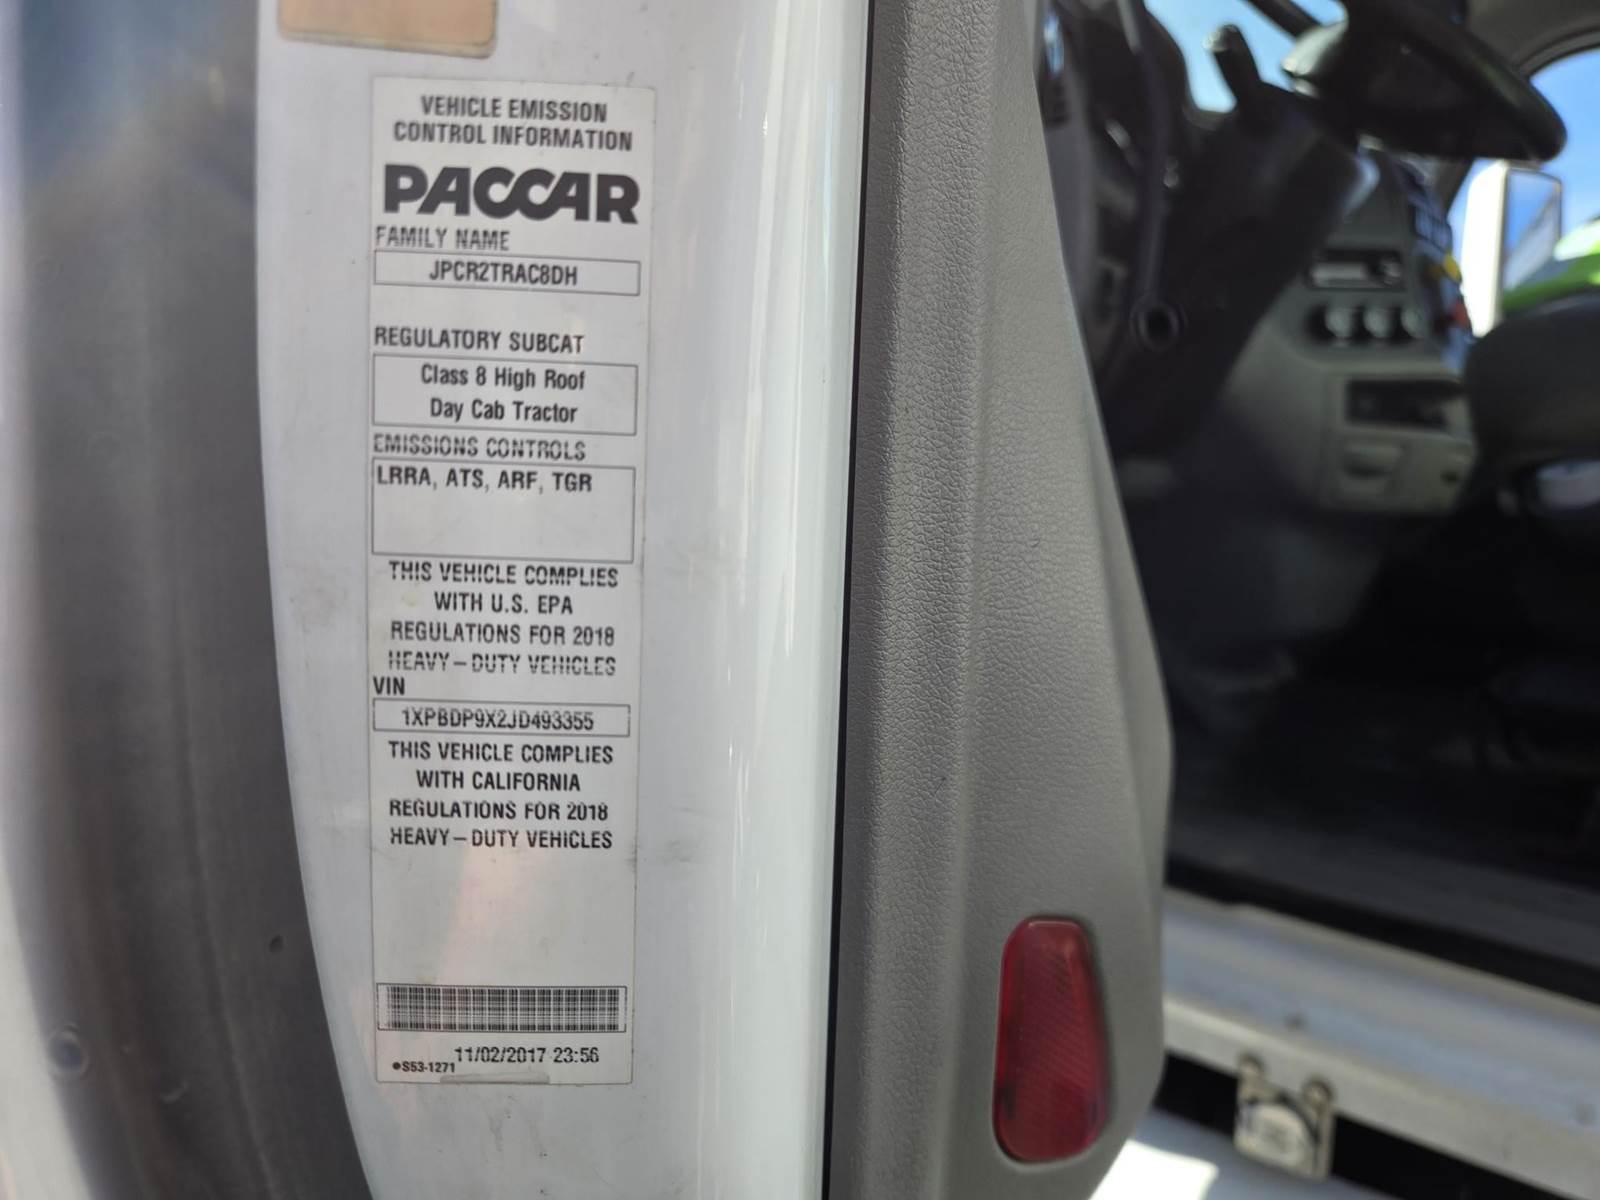 VEHICLE EMISSION
CONTROL INFORMATION
PACCAR
FAMILY NAME
JPCR2TRAC8DH
REGULATORY SUBCAT
Class 8 High Roof
Day Cab Tractor
EMISSIONS CONTROLS
LRRA, ATS, ARF, TGR
THIS VEHICLE COMPLIES
WITH U.S. EPA
REGULATIONS FOR 2018
HEAVY-DUTY VEHICLES
VIN
1XPBDP9X2JD493355
THIS VEHICLE COMPLIES
WITH CALIFORNIA
REGULATIONS FOR 2018
HEAVY-DUTY VEHICLES
11/02/2017 23:56
●S53-1271